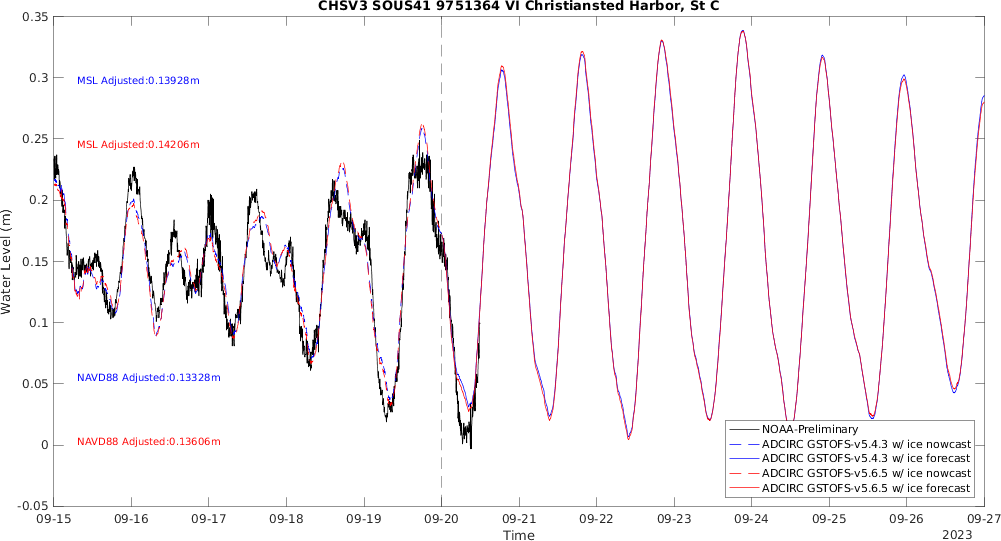 CHSV3 SOUS41 9751364 VI Christiansted Harbor, St C
0.35
0.3
0.25
0.2
0.15
0.1
0.05
0
-0.05
Water Level (m)
MSL Adjusted:0.13928m
MSL Adjusted:0.14206m
NAVD88 Adjusted:0.13328m
NAVD88 Adjusted:0.13606m
NOAA-Preliminary
ADCIRC GSTOFS-v5.4.3 w/ ice nowcast
ADCIRC GSTOFS-v5.4.3 w/ ice forecast
ADCIRC GSTOFS-v5.6.5 w/ ice nowcast
ADCIRC GSTOFS-v5.6.5 w/ ice forecast
09-15 09-16 09-17 09-18 09-19 09-20 09-21 09-22 09-23 09-24 09-25 09-26 09-27
Time
2023